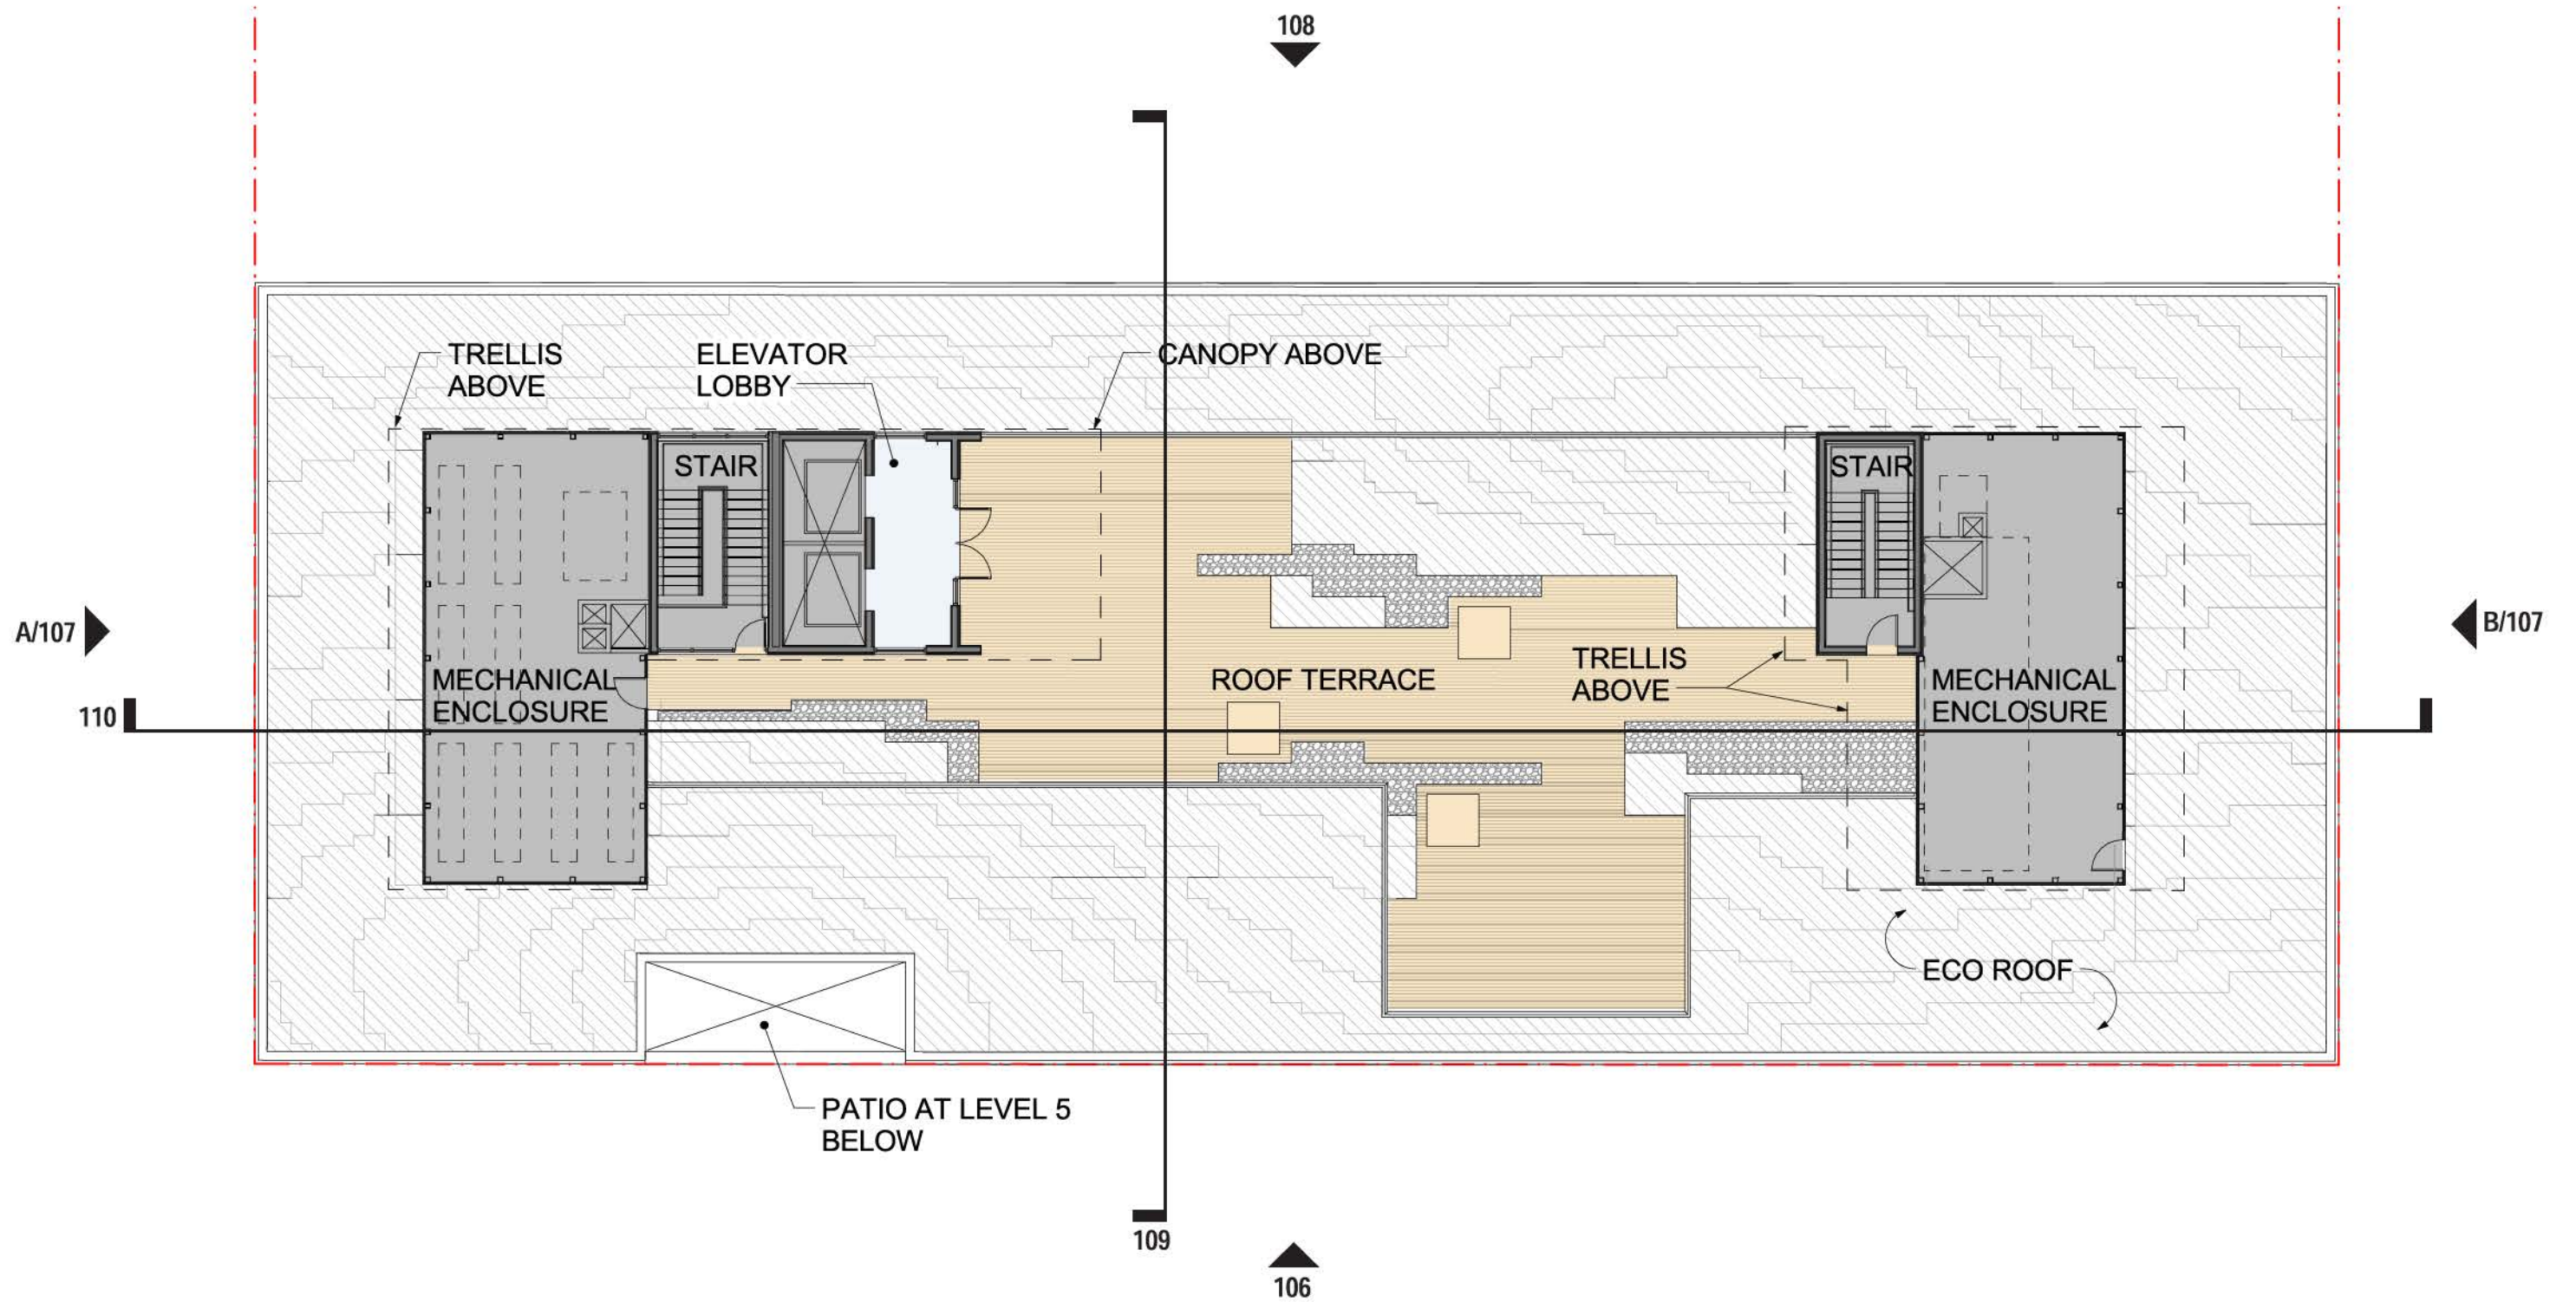 108
TRELLIS
ABOVE
ELEVATOR
LOBBY
CANOPY ABOVE
STAIR
STAIR
A/107
B/107
MECHANICAL
ENCLOSURE
ROOF TERRACE
TRELLIS
ABOVE
MECHANICAL
ENCLOSURE
110
ECO ROOF
PATIO AT LEVEL 5
BELOW
109
106